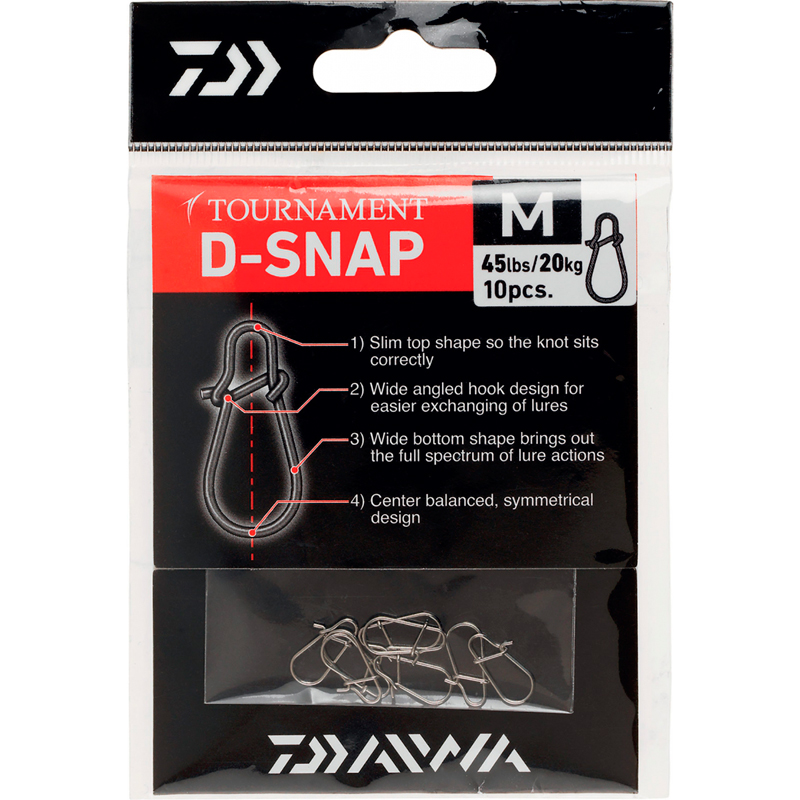 TOURNAMENT
D-SNAP
M
45lbs/20kg
10pcs.
1) Slim top shape so the knot sits
correctly
2) Wide angled hook design for
easier exchanging of lures
3) Wide bottom shape brings out
the full spectrum of lure actions
4) Center balanced, symmetrical
design
DAIWA